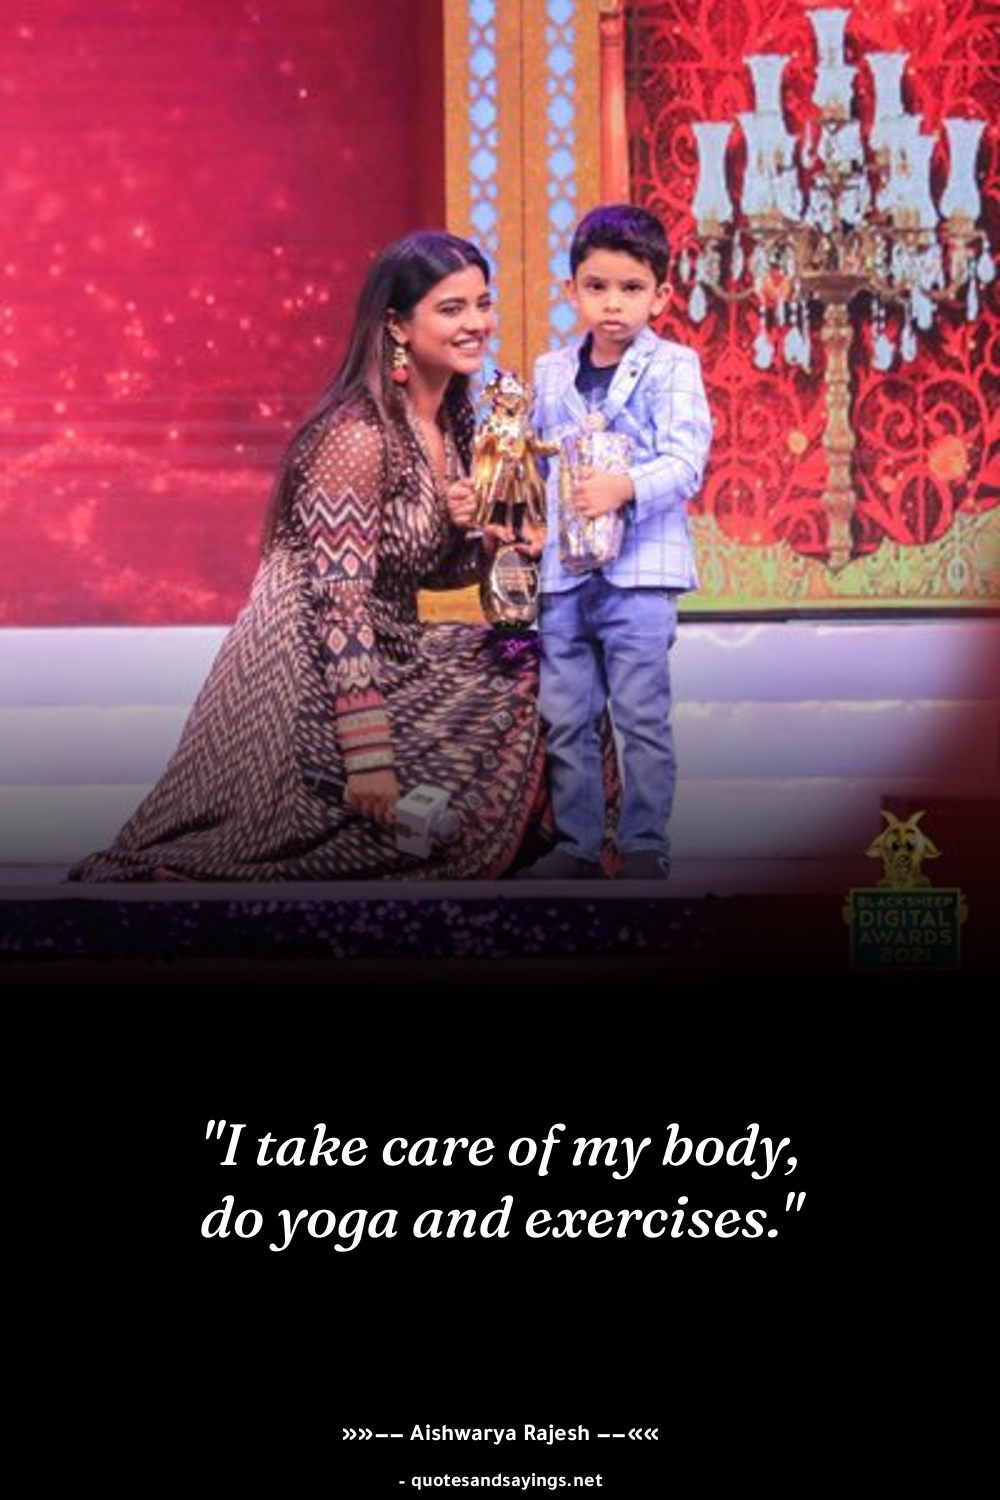 BLACKSHEEP
DIGITAL
AWARDS
2021
"I take care of my body,
do yoga and exercises."
»»−− Aishwarya Rajesh −−««
- quotesandsayings.net